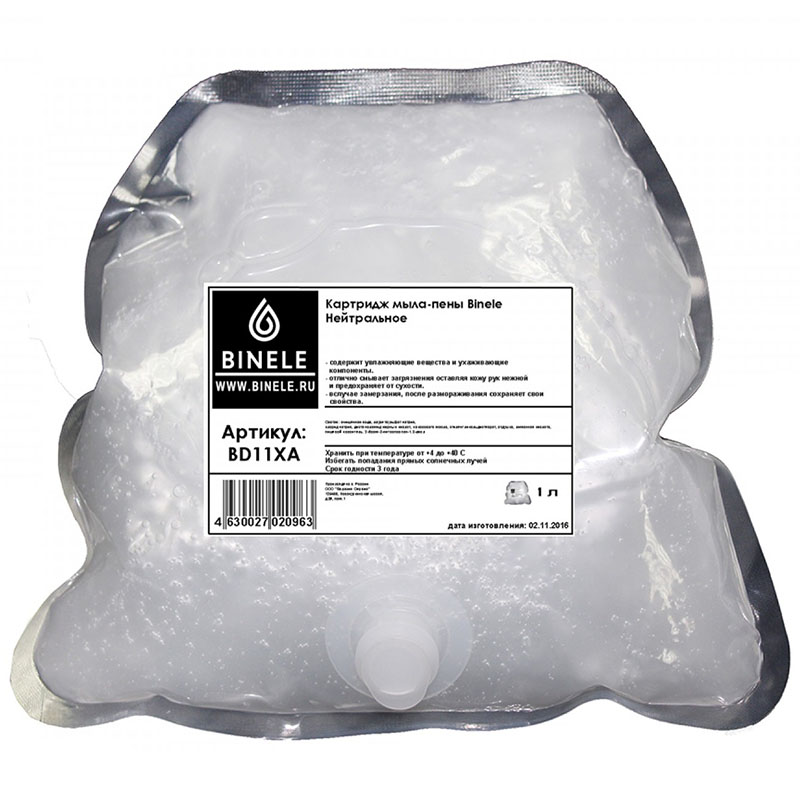 BINELE
WWW.BINELE.RU
Артикул:
BD11XA
4 630027 020963
Картридж мыла-пены Binele
Нейтральное
- содержит увлажняющие вещества и ухаживающие
компоненты.
- отлично смывает загрязнения оставляя кожу рук нежной
и предохраняет от сухости.
- вслучае замерзания, после размораживания сохраняет свои
свойства.
Хранить при температуре от +4 до +40 С
Избегать попадания прямых солнечных лучей
Срок годности 3 года
1 л
дата изготовления: 02.11.2016